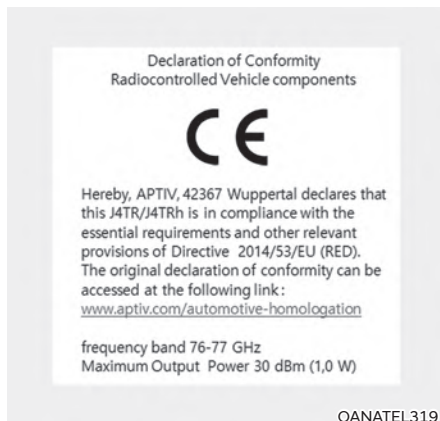 Declaration of Conformity
Radiocontrolled Vehicle components
CE
Hereby, APTIV, 42367 Wuppertal declares that
this J4TR/J4TRh is in compliance with the
essential requirements and other relevant
provisions of Directive 2014/53/EU (RED).
The original declaration of conformity can be
accessed at the following link:
www.aptiv.com/automotive-homologation
frequency band 76-77 GHz
Maximum Output Power 30 dBm (1,0 W)
OANATEL319